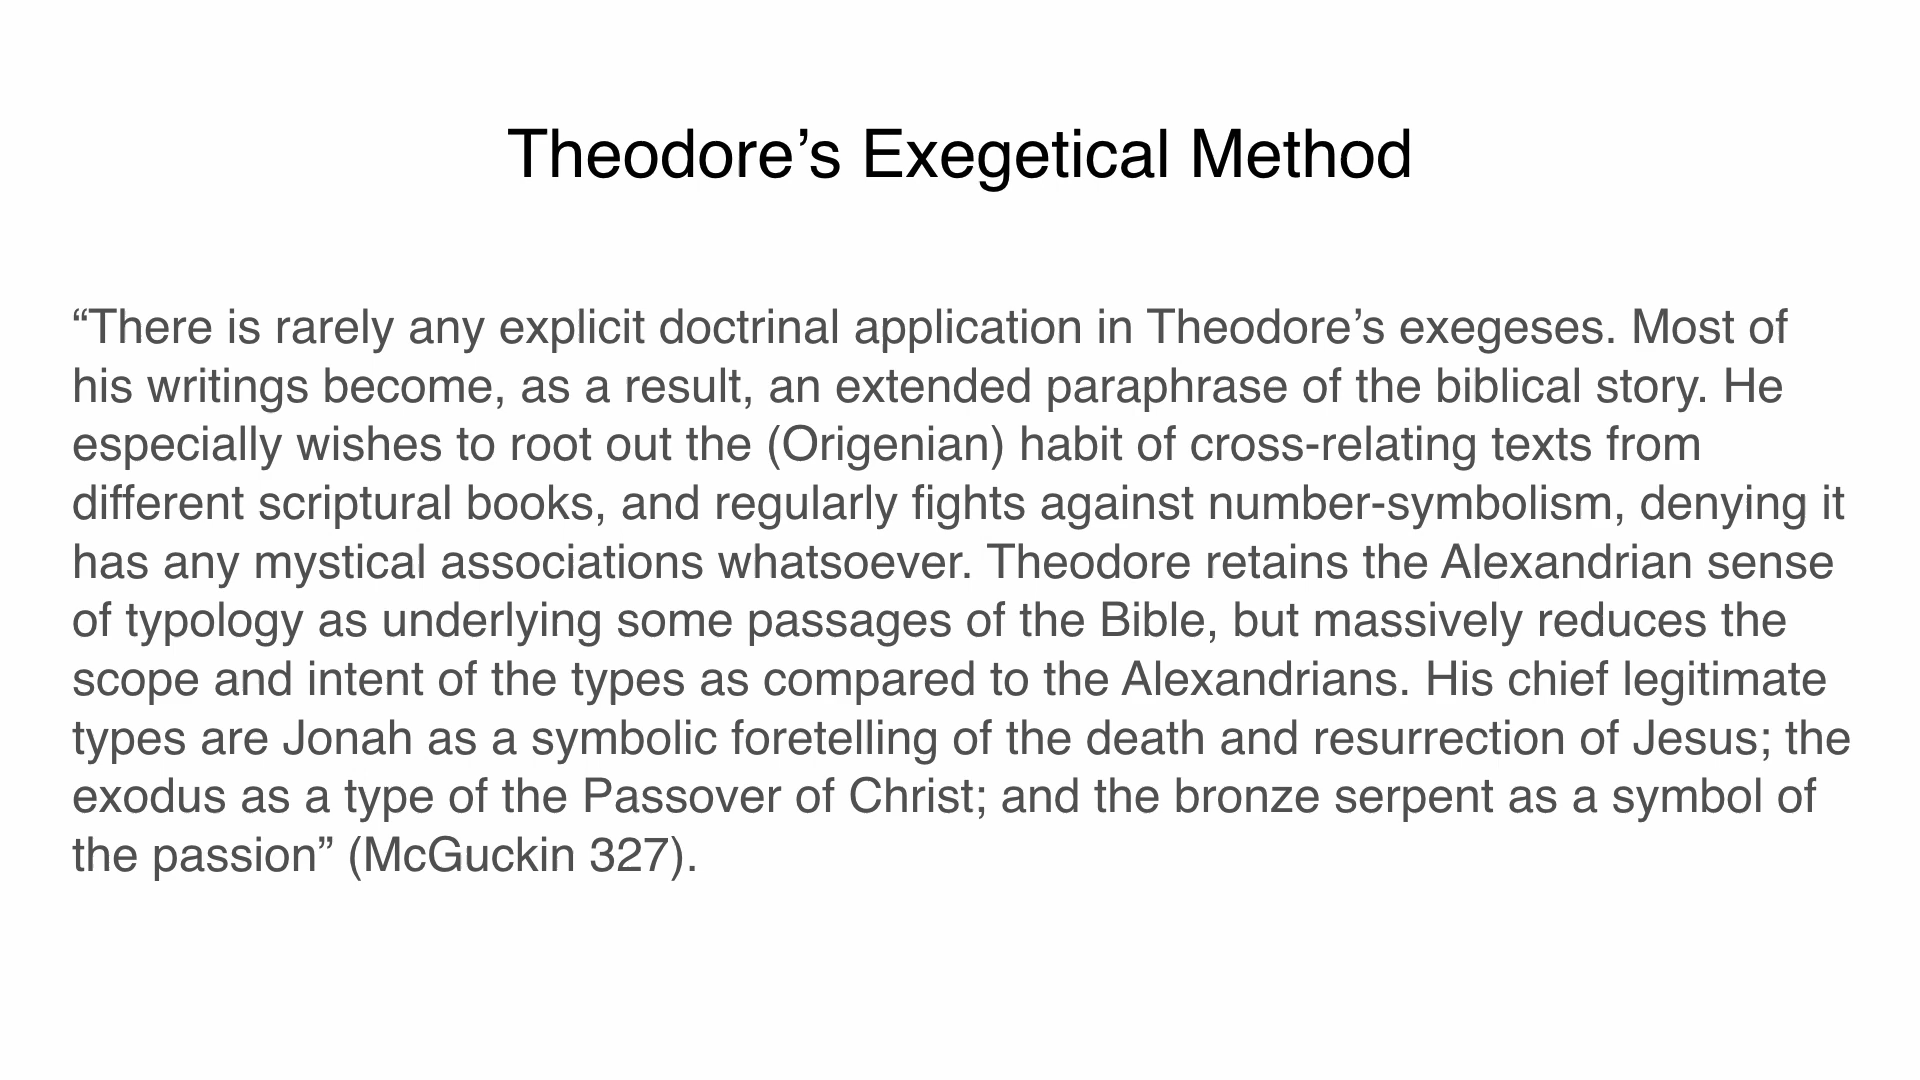 Theodore’s Exegetical Method
“There is rarely any explicit doctrinal application in Theodore’s exegeses. Most of
his writings become, as a result, an extended paraphrase of the biblical story. He
especially wishes to root out the (Origenian) habit of cross-relating texts from
different scriptural books, and regularly fights against number-symbolism, denying it
has any mystical associations whatsoever. Theodore retains the Alexandrian sense
of typology as underlying some passages of the Bible, but massively reduces the
scope and intent of the types as compared to the Alexandrians. His chief legitimate
types are Jonah as a symbolic foretelling of the death and resurrection of Jesus; the
exodus as a type of the Passover of Christ; and the bronze serpent as a symbol of
the passion” (McGuckin 327).